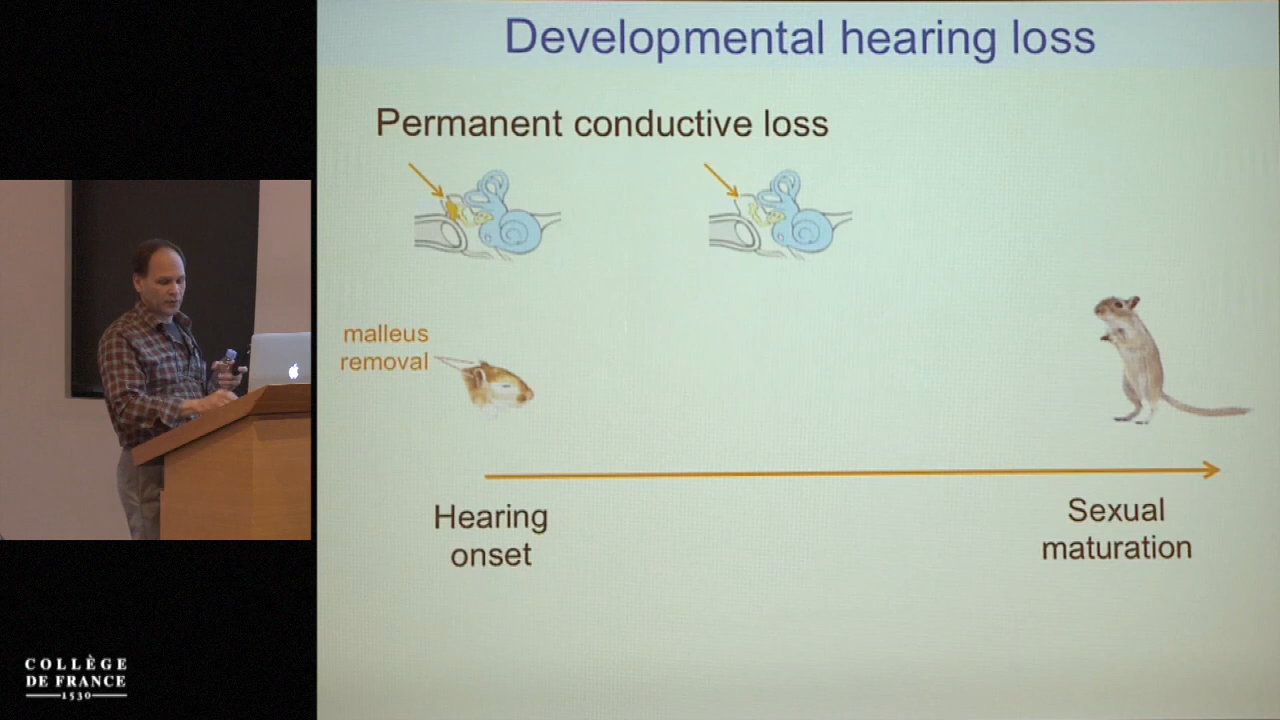 Developmental hearing loss
Permanent conductive loss
malleus
removal
Hearing
onset
Sexual
maturation
COLLÈGE
DE FRANCE
1530